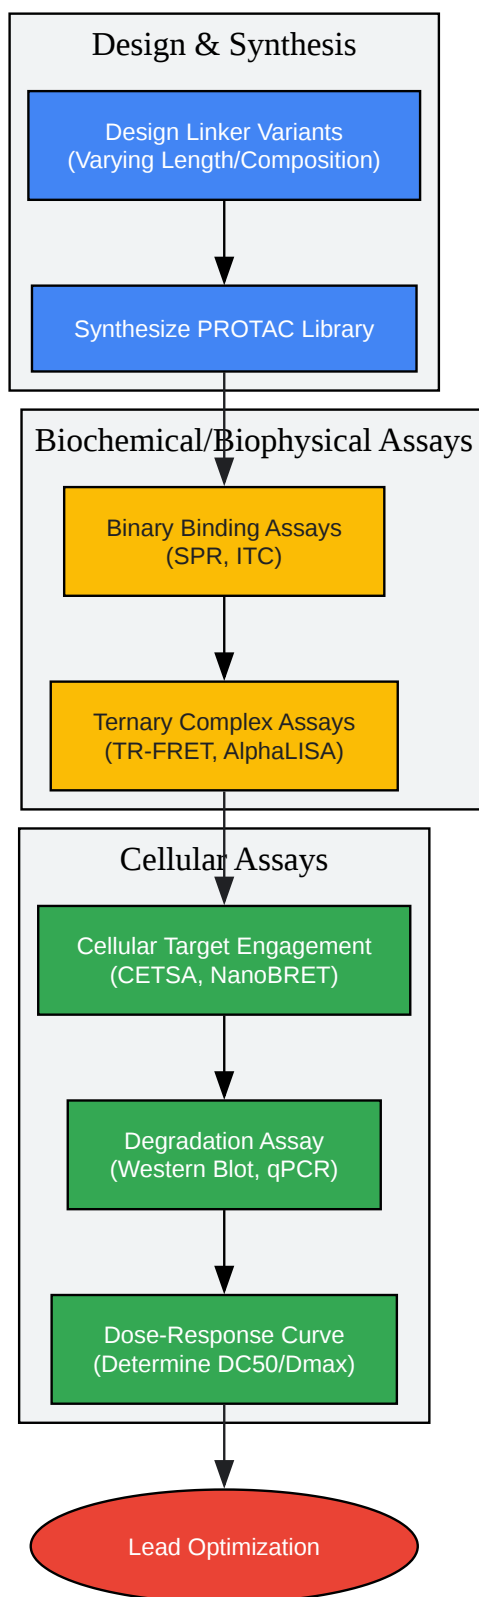 Design & Synthesis
Design Linker Variants
(Varying Length/Composition)
Synthesize PROTAC Library
Biochemical/Biophysical Assays
Binary Binding Assays
(SPR, ITC)
Ternary Complex Assays
(TR-FRET, AlphaLISA)
Cellular Assays
Cellular Target Engagement
(CETSA, NanoBRET)
Degradation Assay
(Western Blot, qPCR)
Dose-Response Curve
(Determine DC50/Dmax)
Lead Optimization